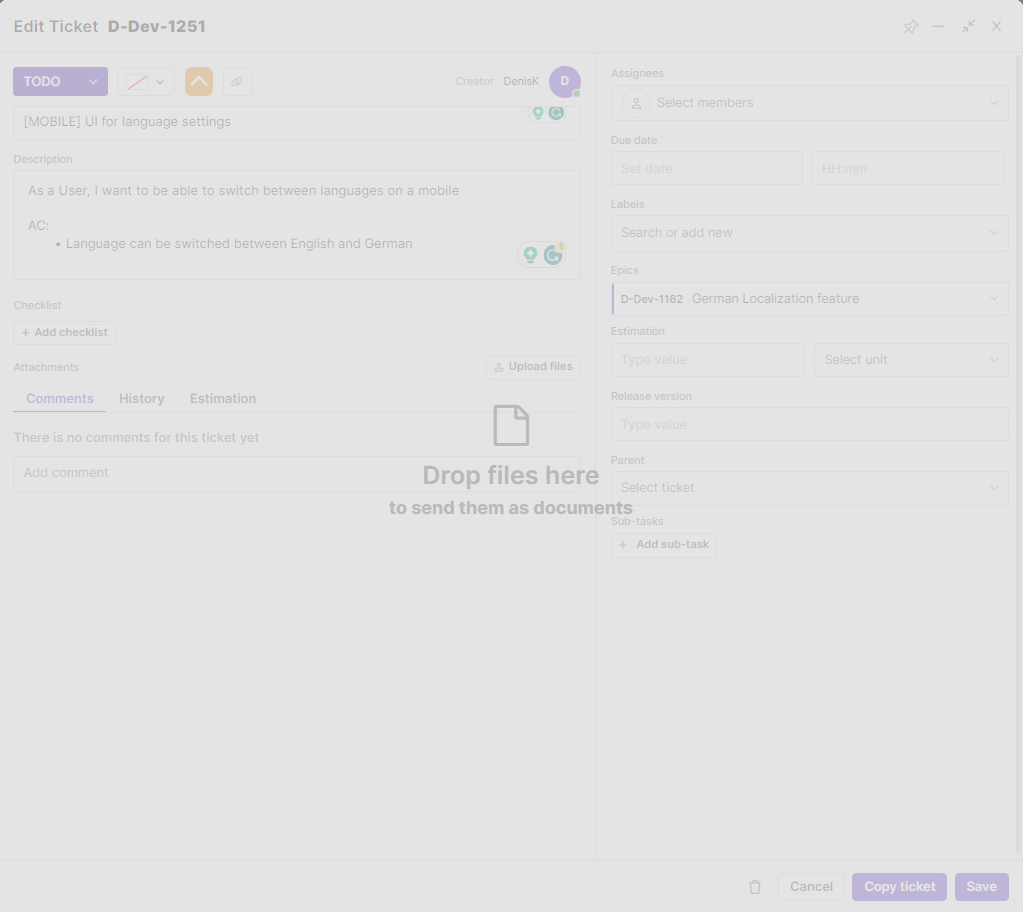 Edit Ticket D-Dev-1251
TODO
Creator DenisK D
[MOBILE] UI for language settings
Description
As a User, I want to be able to switch between languages on a mobile
AC:
• Language can be switched between English and German
1
Checklist
+ Add checklist
Attachments
Upload files
Comments History Estimation
There is no comments for this ticket yet
Add comment
Drop files here
to send them as documents
Assignees
Select members
Due date
Set date HH:mm
Labels
Search or add new
Epics
D-Dev-1162 German Localization feature
Estimation
Type value Select unit
Release version
Type value
Parent
Select ticket
Sub-tasks
+ Add sub-task
Cancel Copy ticket Save